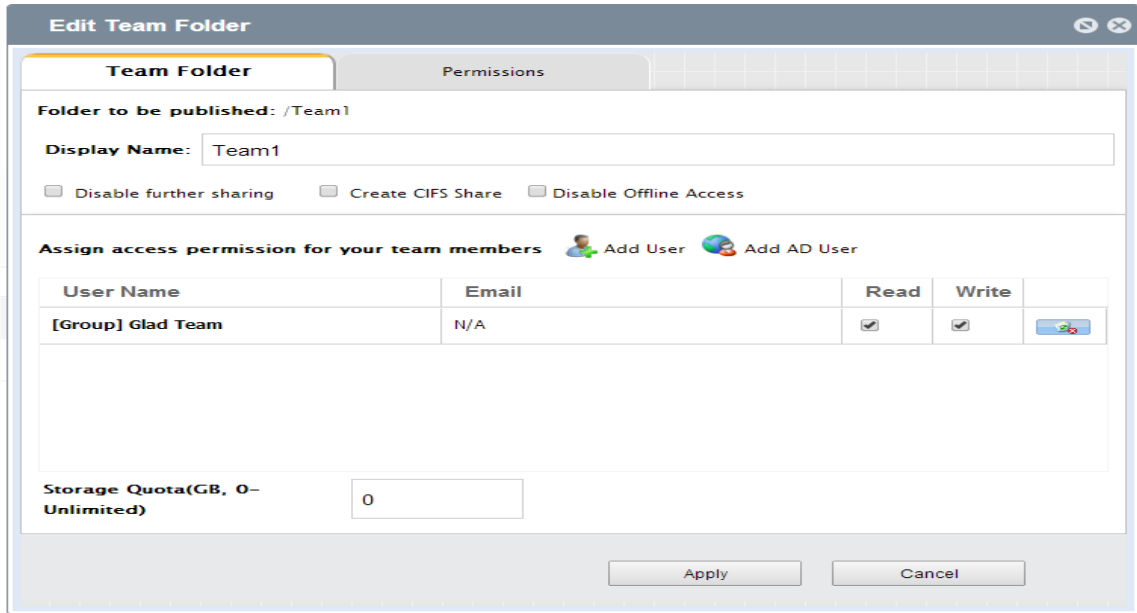 Edit Team Folder
Team Folder Permissions
Folder to be published: /Team1
Display Name: Team1
Disable further sharing Create CIFS Share Disable Offline Access
Assign access permission for your team members Add User Add AD User
User Name Email Read Write
[Group] Glad Team N/A
Storage Quota(GB, 0-
Unlimited) 0
Apply Cancel